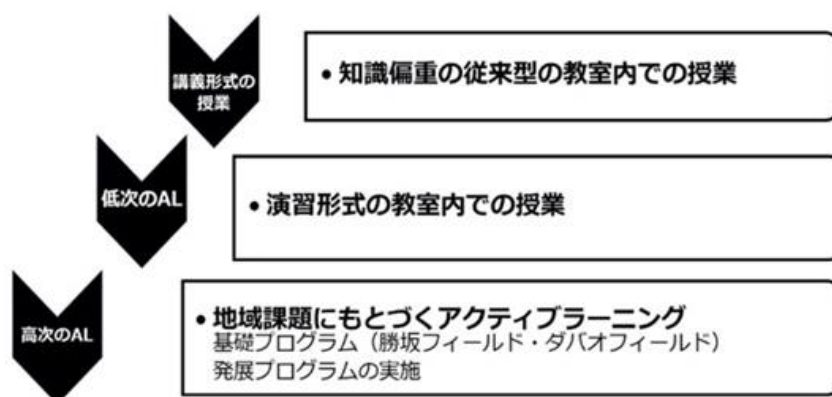 講義形式の
授業
• 知識偏重の従来型の教室内での授業
低次のAL
• 演習形式の教室内での授業
高次のAL
• 地域課題にもとづくアクティブラーニング
基礎プログラム（勝坂フィールド・ダバオフィールド）
発展プログラムの実施